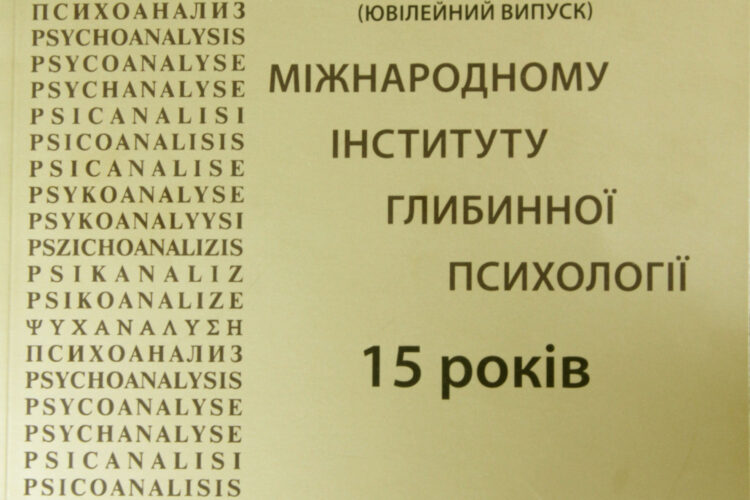 ПСИХОАНАЛИЗ
PSYCHOANALYSIS
PSYCOANALYSE
PSYCHANALYSE
PSICANALISI
PSICOANALISIS
PSICANALISE
PSYKOANALYSE
PSYKOANALYYSI
PSZICHOANALIZIS
PSIKANALIZ
PSIKOANALIZE
ΨΥΧΑΝΑΛΥΣΗ
ПСИХОАНАЛИЗ
PSYCHOANALYSIS
PSYCOANALYSE
PSYCHANALYSE
PSICANALISI
PSICOANALISIS
(ЮВІЛЕЙНИЙ ВИПУСК)
МІЖНАРОДНОМУ
ІНСТИТУТУ
ГЛИБИННОЇ
ПСИХОЛОГІЇ
15 років